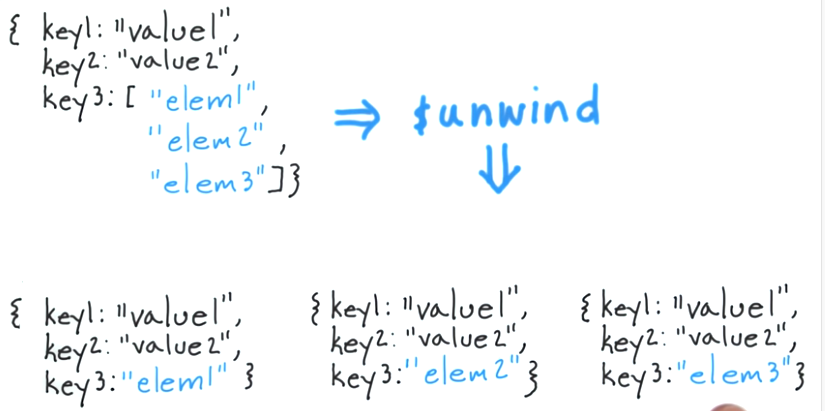 { key1: "value1",
key2: "value2",
key3: [ "elem1",
"elem2",
"elem3"]}
⇒ $unwind
⇓
{ key1: "value1",
key2: "value2",
key3:"elem1" }
{ key1: "value1",
key2: "value2",
key3:"elem2" }
{ key1: "value1",
key2: "value2",
key3:"elem3"}